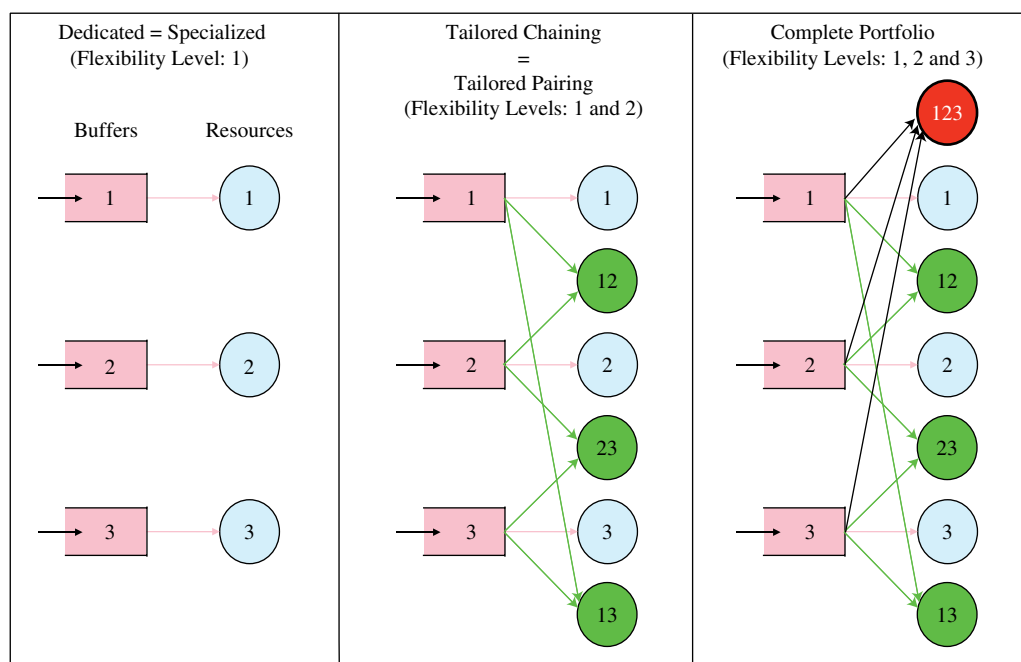 Dedicated = Specialized
(Flexibility Level: 1)
Buffers Resources
1 1
2 2
3 3
Tailored Chaining
=
Tailored Pairing
(Flexibility Levels: 1 and 2)
1 1
12
2 2
23
3 3
13
Complete Portfolio
(Flexibility Levels: 1, 2 and 3)
123
1 1
12
2 2
23
3 3
13